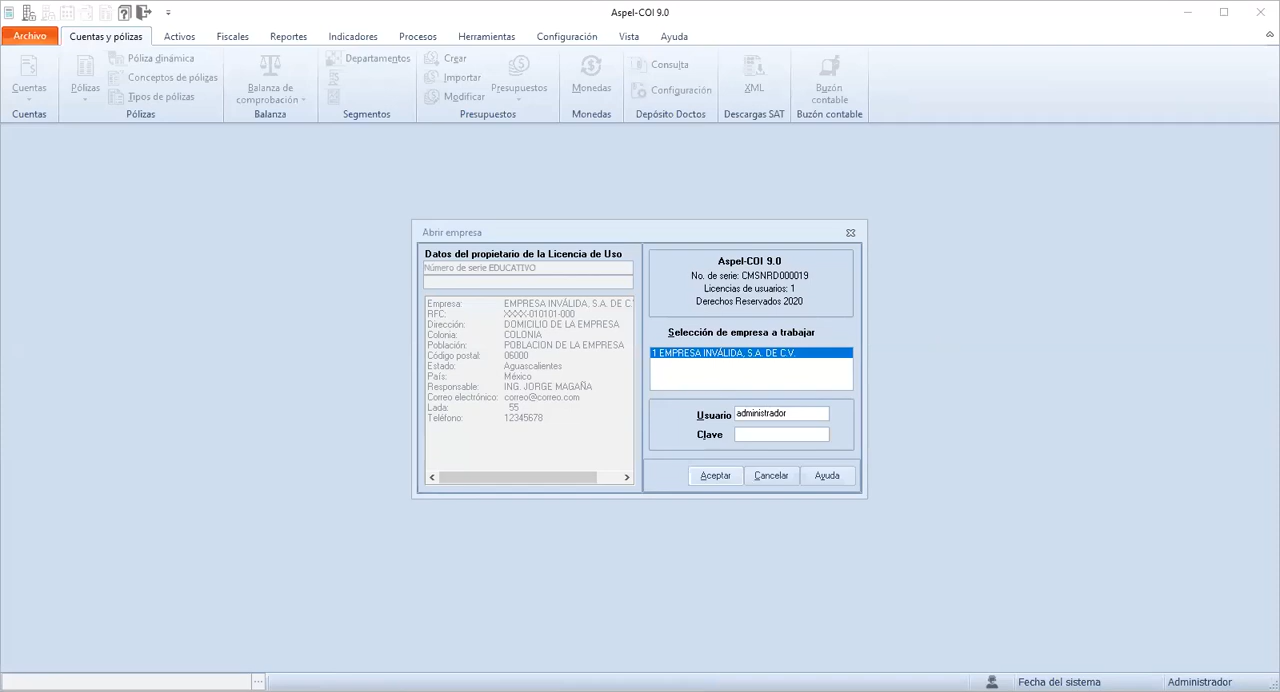 Aspel-COI 9.0
Archivo Cuentas y pólizas Activos Fiscales Reportes Indicadores Procesos Herramientas Configuración Vista Ayuda
Póliza dinámica
Conceptos de pólizas
Tipos de pólizas
Departamentos
Crear
Importar
Modificar
Consulta
Configuración
Cuentas Pólizas Balanza de comprobación Presupuestos Monedas XML Buzón contable
Cuentas Pólizas Balanza Segmentos Presupuestos Monedas Depósito Doctos Descargas SAT Buzón contable
Abrir empresa
Datos del propietario de la Licencia de Uso
Número de serie EDUCATIVO
Empresa: EMPRESA INVÁLIDA, S.A. DE C.
RFC: XXXX-010101-000
Dirección: DOMICILIO DE LA EMPRESA
Colonia: COLONIA
Población: POBLACION DE LA EMPRESA
Código postal: 06000
Estado: Aguascalientes
País: México
Responsable: ING. JORGE MAGAÑA
Correo electrónico: correo@correo.com
Lada: 55
Teléfono: 12345678
Aspel-COI 9.0
No. de serie: CMSNRD000019
Licencias de usuarios: 1
Derechos Reservados 2020
Selección de empresa a trabajar
1 EMPRESA INVÁLIDA, S.A. DE C.V.
Usuario administrador
Clave
Aceptar Cancelar Ayuda
Fecha del sistema Administrador